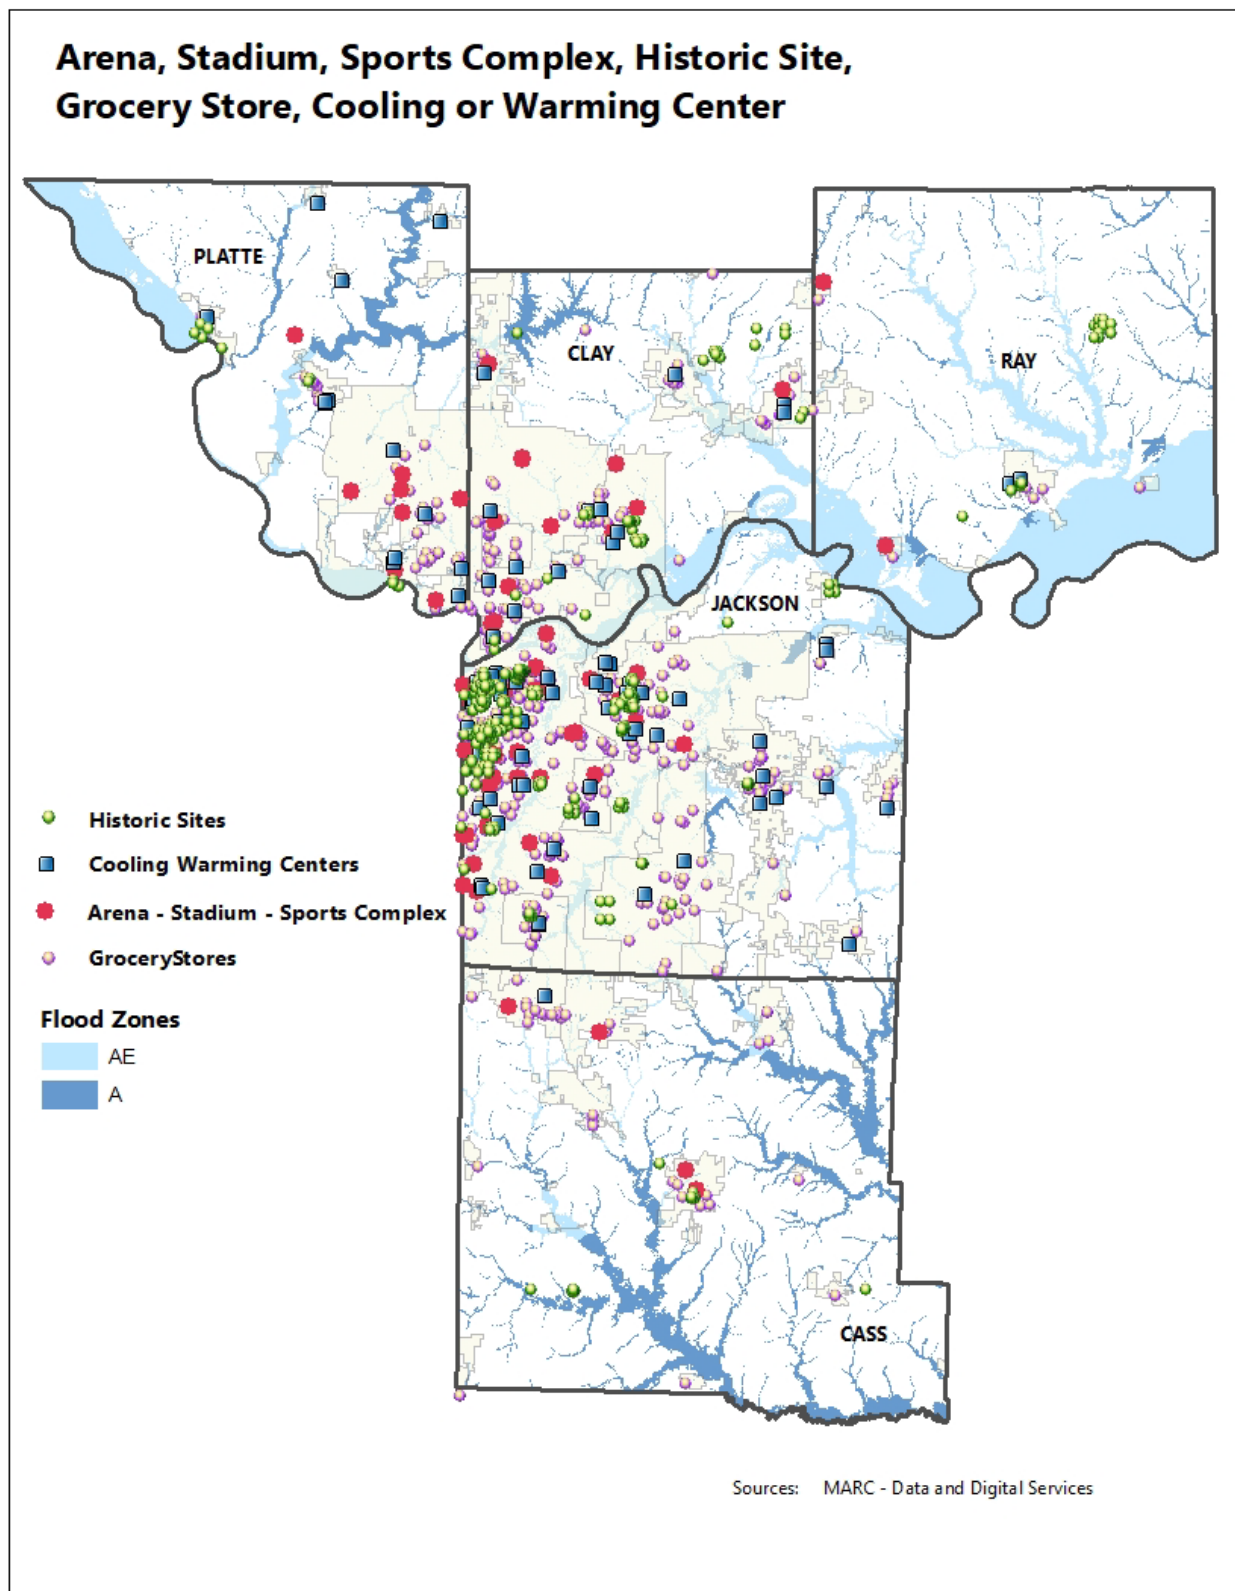 Arena, Stadium, Sports Complex, Historic Site,
Grocery Store, Cooling or Warming Center
PLATTE
CLAY
RAY
JACKSON
Historic Sites
Cooling Warming Centers
Arena - Stadium - Sports Complex
GroceryStores
Flood Zones
AE
A
CASS
Sources: MARC - Data and Digital Services